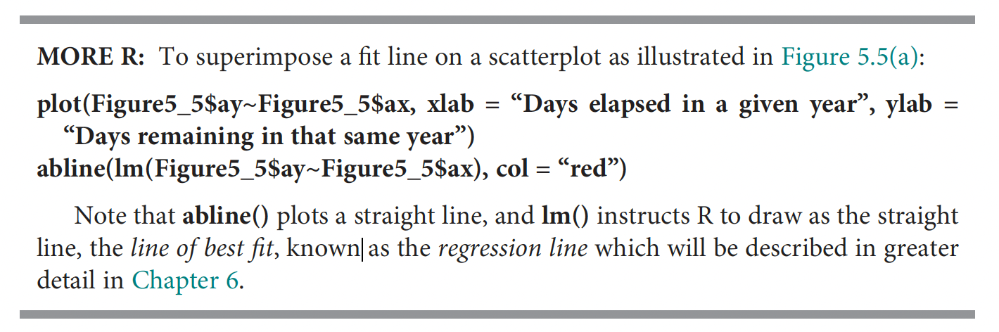 MORE R: To superimpose a fit line on a scatterplot as illustrated in Figure 5.5(a):
plot(Figure5_5$ay~Figure5_5$ax, xlab = “Days elapsed in a given year”, ylab =
“Days remaining in that same year”)
abline(lm(Figure5_5$ay~Figure5_5$ax), col = “red”)
Note that abline() plots a straight line, and lm() instructs R to draw as the straight
line, the line of best fit, known as the regression line which will be described in greater
detail in Chapter 6.